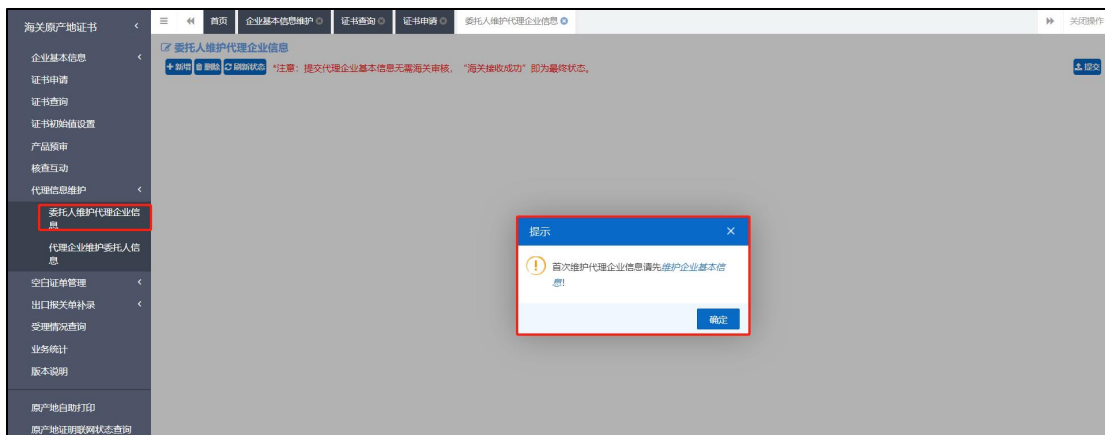 海关原产地证书
首页 企业基本信息维护 证书查询 证书申请 委托人维护代理企业信息 关闭操作
企业基本信息
证书申请
证书查询
证书初始值设置
产品预审
核查互动
代理信息维护
委托人维护代理企业信
息
代理企业维护委托人信
息
空白证单管理
出口报关单补录
受理情况查询
业务统计
版本说明
原产地自助打印
原产地证明联网状态查询
委托人维护代理企业信息
新增 删除 刷新状态 *注意：提交代理企业基本信息无需海关审核，“海关接收成功”即为最终状态。 提交
提示
首次维护代理企业信息请先维护企业基本信
息!
确定